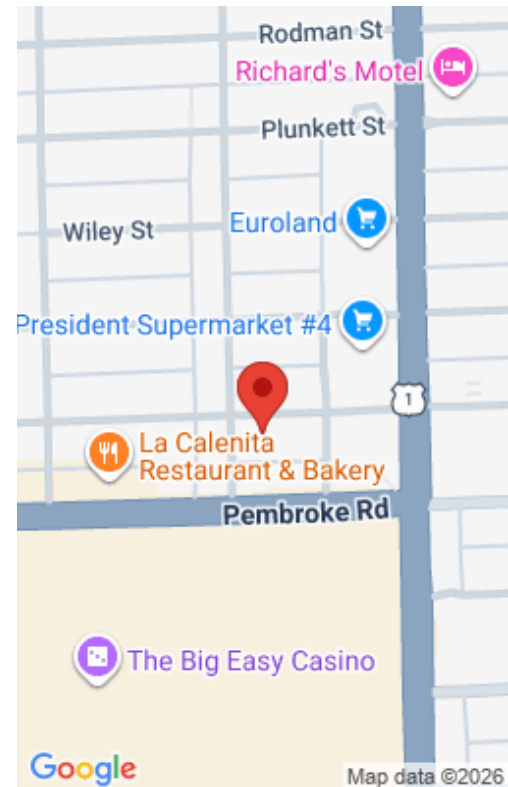 Rodman St
Richard's Motel
Plunkett St
Wiley St
Euroland
President Supermarket #4
1
La Calenita
Restaurant & Bakery
Pembroke Rd
The Big Easy Casino
Google
Map data ©2026